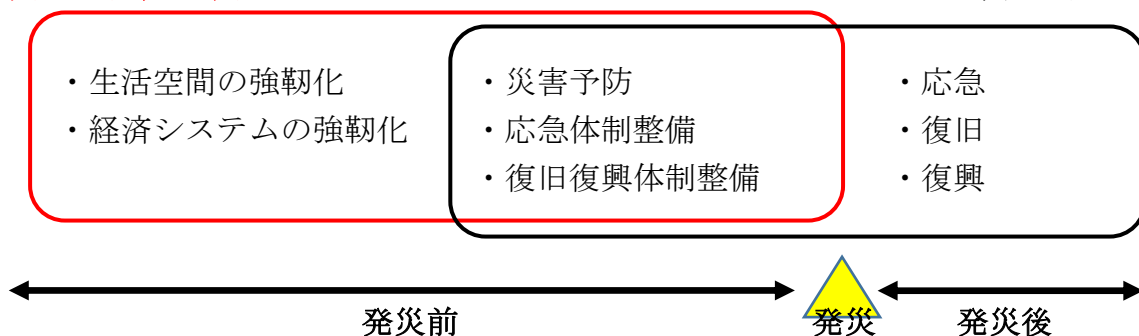 ・生活空間の強靭化
・経済システムの強靭化
・災害予防
・応急体制整備
・復旧復興体制整備
・応急
・復旧
・復興
発災前
発災
発災後